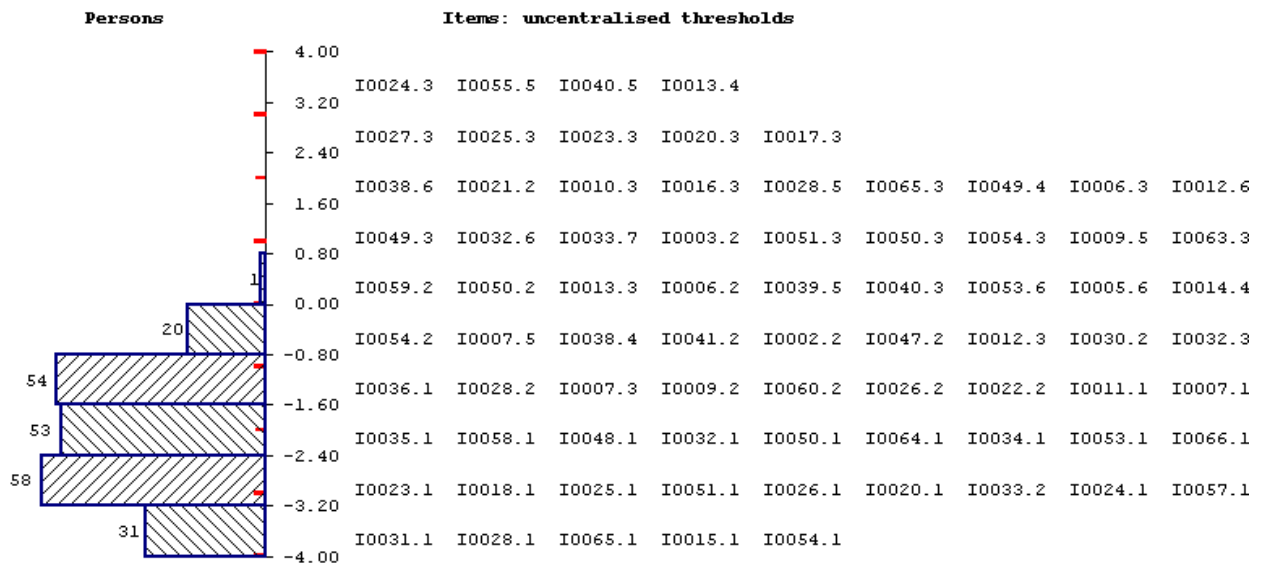 Persons Items: uncentralised thresholds
4.00
I0024.3 I0055.5 I0040.5 I0013.4
3.20
I0027.3 I0025.3 I0023.3 I0020.3 I0017.3
2.40
I0038.6 I0021.2 I0010.3 I0016.3 I0028.5 I0065.3 I0049.4 I0006.3 I0012.6
1.60
I0049.3 I0032.6 I0033.7 I0003.2 I0051.3 I0050.3 I0054.3 I0009.5 I0063.3
0.80
1 I0059.2 I0050.2 I0013.3 I0006.2 I0039.5 I0040.3 I0053.6 I0005.6 I0014.4
0.00
20 I0054.2 I0007.5 I0038.4 I0041.2 I0002.2 I0047.2 I0012.3 I0030.2 I0032.3
-0.80
54 I0036.1 I0028.2 I0007.3 I0009.2 I0060.2 I0026.2 I0022.2 I0011.1 I0007.1
-1.60
53 I0035.1 I0058.1 I0048.1 I0032.1 I0050.1 I0064.1 I0034.1 I0053.1 I0066.1
-2.40
58 I0023.1 I0018.1 I0025.1 I0051.1 I0026.1 I0020.1 I0033.2 I0024.1 I0057.1
-3.20
31 I0031.1 I0028.1 I0065.1 I0015.1 I0054.1
-4.00